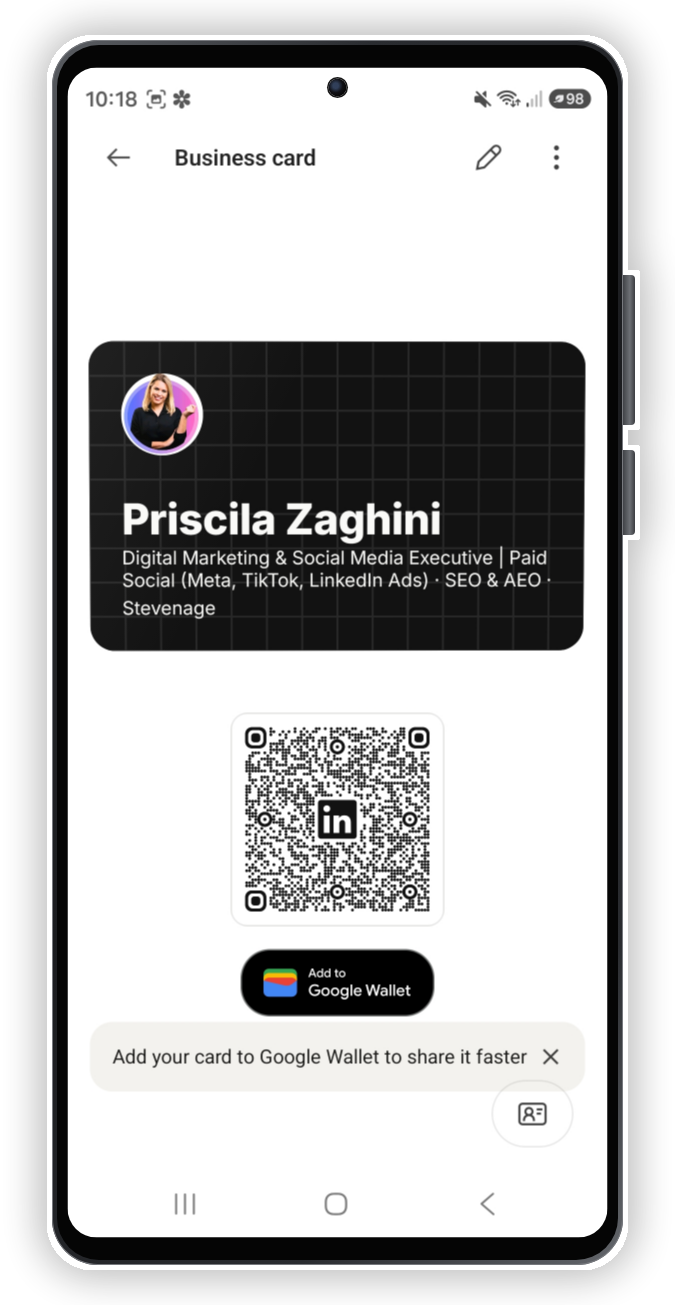 10:18
98
Business card
Priscila Zaghini
Digital Marketing & Social Media Executive | Paid
Social (Meta, TikTok, LinkedIn Ads) · SEO & AEO ·
Stevenage
in
Add to
Google Wallet
Add your card to Google Wallet to share it faster